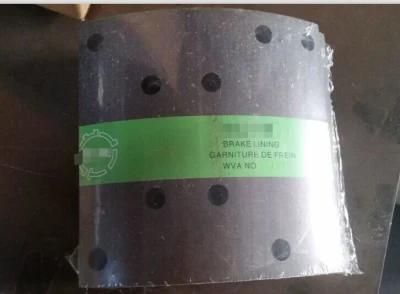 BRAKE LINING
GARNITURE DE FREIN
WVA NO